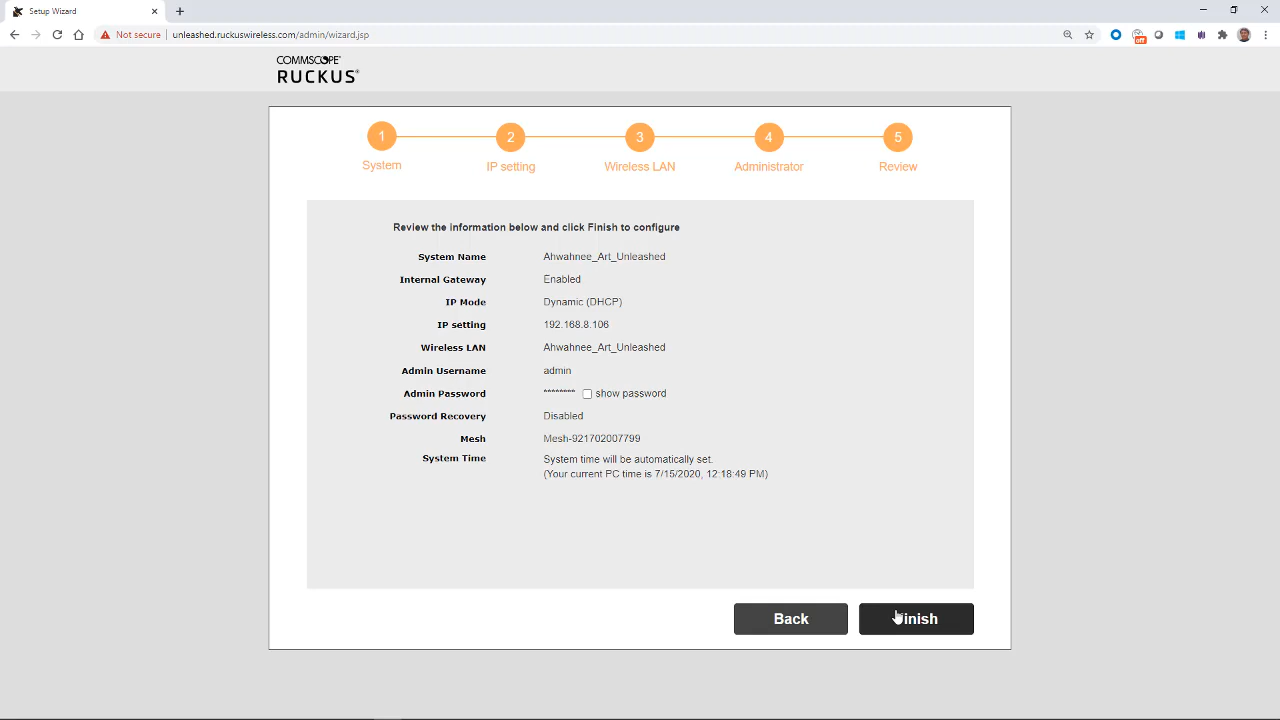 Setup Wizard
Not secure unleashed.ruckuswireless.com/admin/wizard.jsp
off
COMMSCOPE®
RUCKUS®
1 2 3 4 5
System IP setting Wireless LAN Administrator Review
Review the information below and click Finish to configure
System Name Ahwahnee_Art_Unleashed
Internal Gateway Enabled
IP Mode Dynamic (DHCP)
IP setting 192.168.8.106
Wireless LAN Ahwahnee_Art_Unleashed
Admin Username admin
Admin Password ******** show password
Password Recovery Disabled
Mesh Mesh-921702007799
System Time System time will be automatically set.
(Your current PC time is 7/15/2020, 12:18:49 PM)
Back Finish